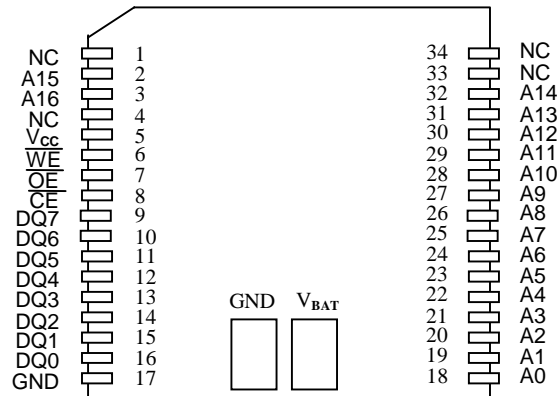 NC 1 34 NC
A15 2 33 NC
A16 3 32 A14
NC 4 31 A13
Vcc 5 30 A12
WE 6 29 A11
OE 7 28 A10
CE 8 27 A9
DQ7 9 26 A8
DQ6 10 25 A7
DQ5 11 24 A6
DQ4 12 23 A5
DQ3 13 22 A4
DQ2 14 21 A3
DQ1 15 20 A2
DQ0 16 19 A1
GND 17 18 A0
GND VBAT